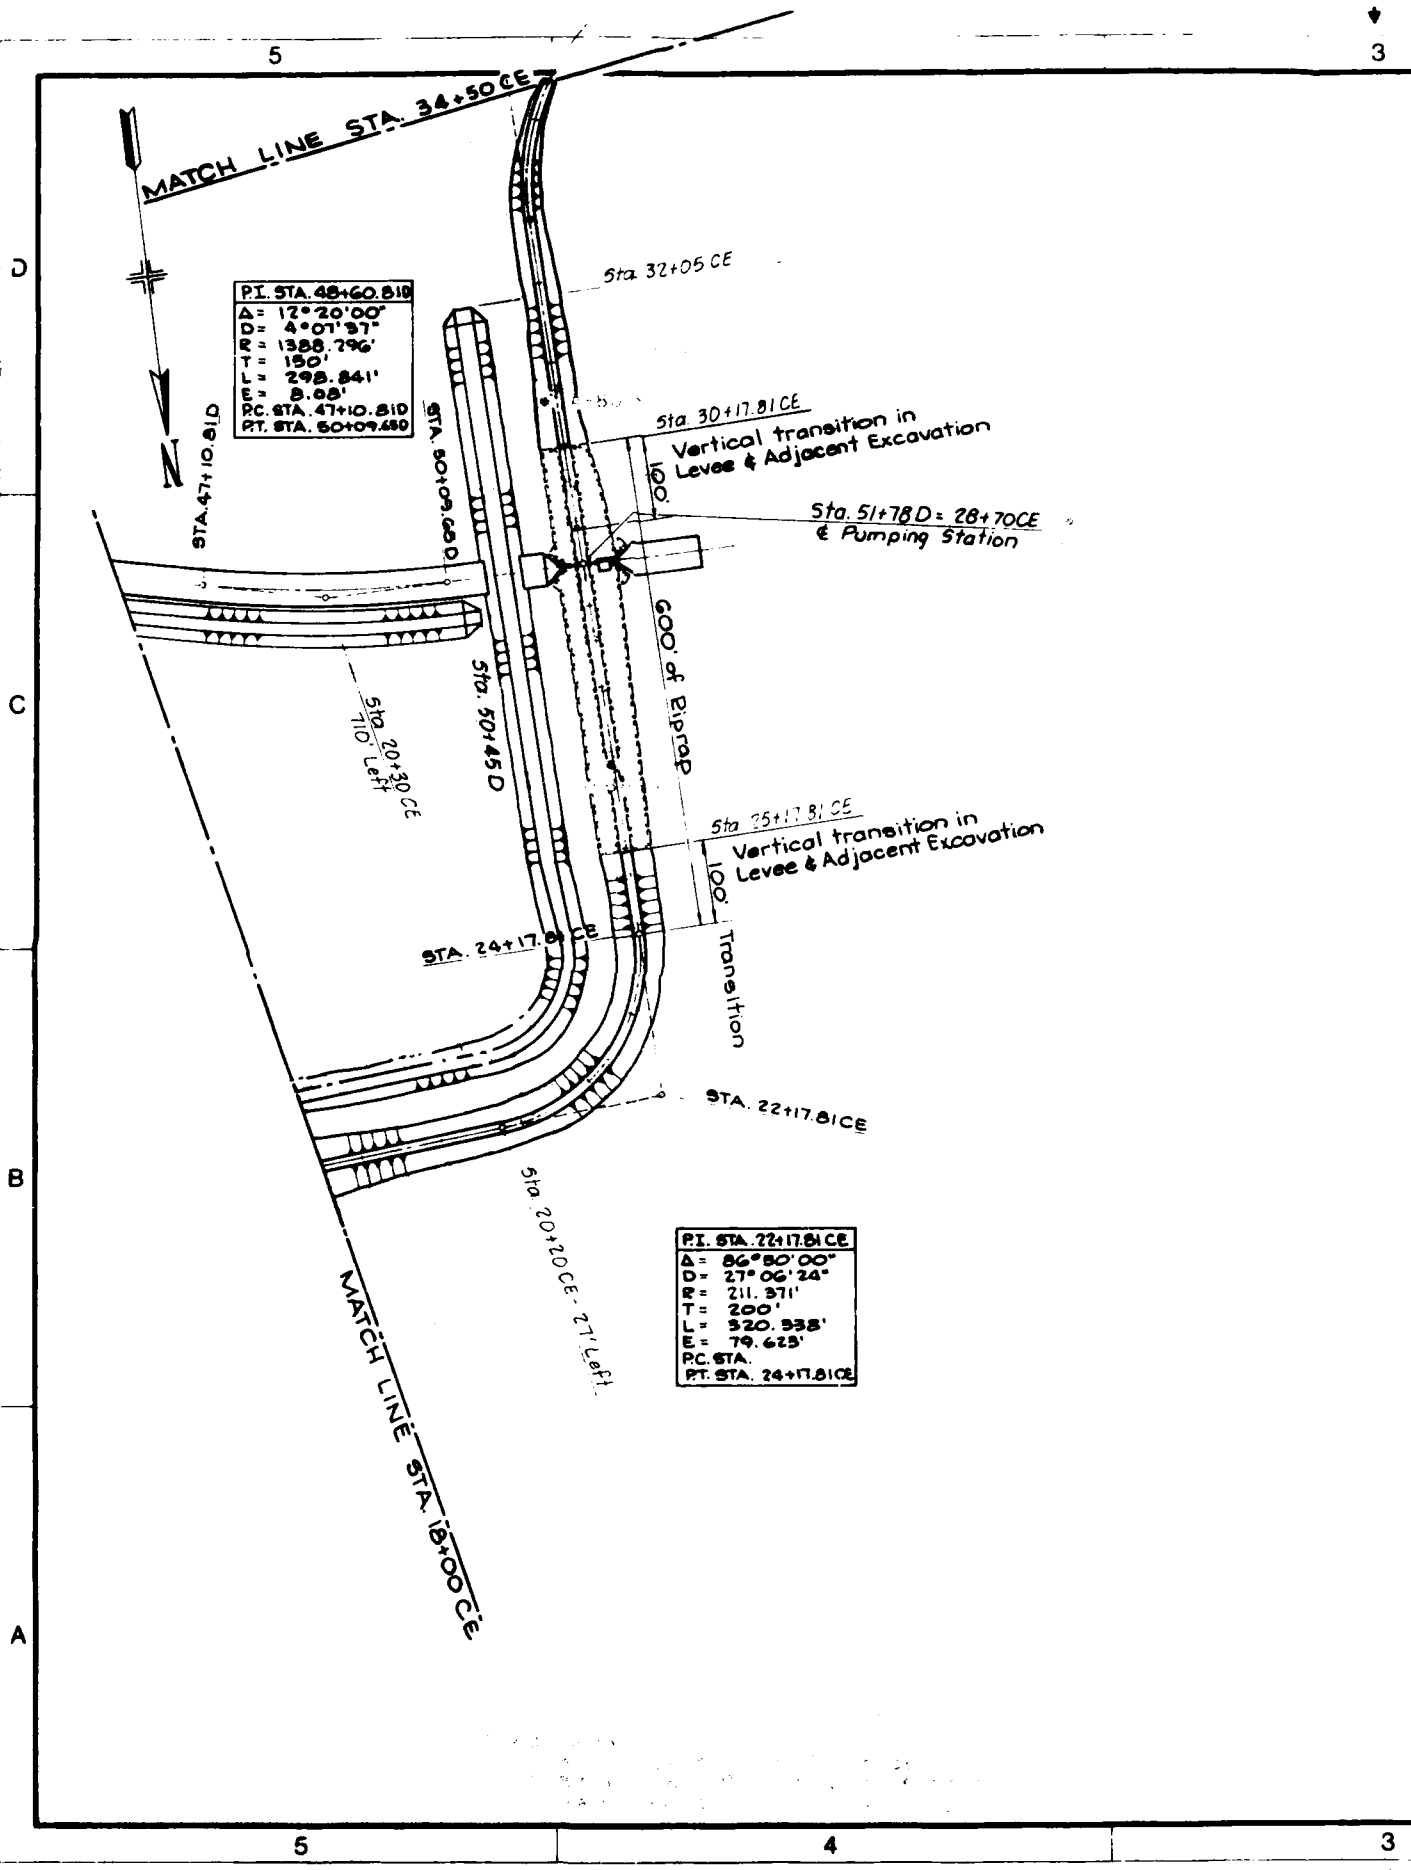 5
3
MATCH LINE STA. 34+50 CE
D
Sta. 32+05 CE
P.I. STA. 48+60.81D
Δ = 12°20'00"
D = 4°07'37"
R = 1388.296'
T = 150'
L = 298.841'
E = 8.08'
P.C. STA. 47+10.81D
P.T. STA. 50+09.65D
STA. 47+10.81D
STA. 50+09.65D
N
Sta. 30+17.81 CE
Vertical transition in
Levee & Adjacent Excavation
100'
Sta. 51+78 D = 28+70CE
₵ Pumping Station
600' of Riprap
C
Sta 20+30 CE
710' Left
Sta. 50+45 D
Sta 25+17.81 CE
Vertical transition in
Levee & Adjacent Excavation
100' Transition
STA. 24+17.81 CE
STA. 22+17.81CE
B
Sta. 20+20 CE - 27' Left
P.I. STA. 22+17.81 CE
Δ = 86°50'00"
D = 27°06'24"
R = 211.371'
T = 200'
L = 320.338'
E = 79.623'
P.C. STA.
P.T. STA. 24+17.81CE
MATCH LINE STA. 18+00 CE
A
5
4
3